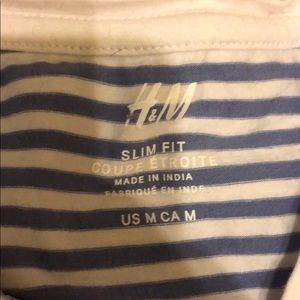 H&M
SLIM FIT
COUPE ÉTROITE
MADE IN INDIA
FABRIQUÉ EN INDE
US M CA M